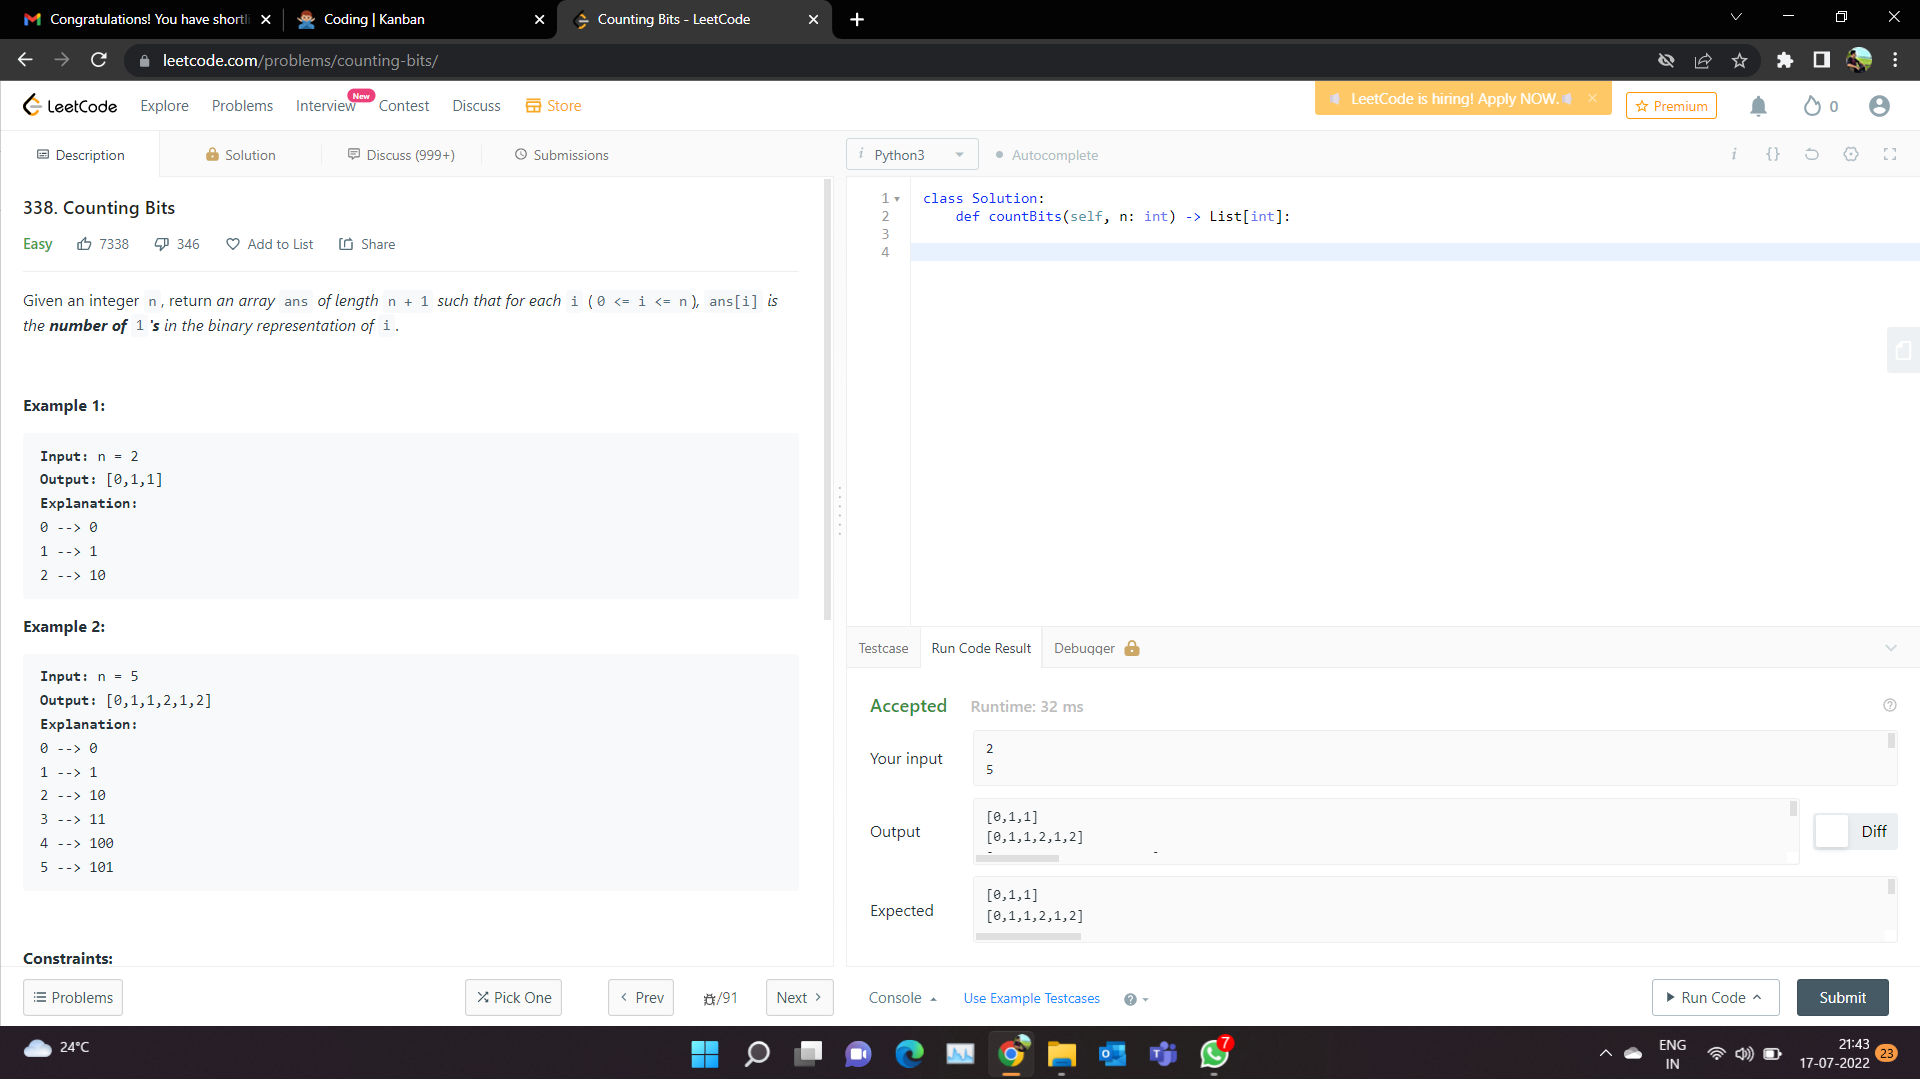 Congratulations! You have shortli
Coding | Kanban
Counting Bits - LeetCode
leetcode.com/problems/counting-bits/
LeetCode
Explore
Problems
Interview
New
Contest
Discuss
Store
LeetCode is hiring! Apply NOW.
Premium
0
Description
Solution
Discuss (999+)
Submissions
i Python3
Autocomplete
i
{}
338. Counting Bits
Easy
7338
346
Add to List
Share
Given an integer n, return an array ans of length n + 1 such that for each i (0 <= i <= n), ans[i] is
the number of 1's in the binary representation of i.
Example 1:
Input: n = 2
Output: [0,1,1]
Explanation:
0 --> 0
1 --> 1
2 --> 10
Example 2:
Input: n = 5
Output: [0,1,1,2,1,2]
Explanation:
0 --> 0
1 --> 1
2 --> 10
3 --> 11
4 --> 100
5 --> 101
Constraints:
Problems
Pick One
Prev
/91
Next
1 class Solution:
2 def countBits(self, n: int) -> List[int]:
3
4
Testcase
Run Code Result
Debugger
Accepted
Runtime: 32 ms
Your input
2
5
Output
[0,1,1]
[0,1,1,2,1,2]
Diff
Expected
[0,1,1]
[0,1,1,2,1,2]
Console
Use Example Testcases
Run Code
Submit
24°C
7
ENG
IN
21:43
17-07-2022
23